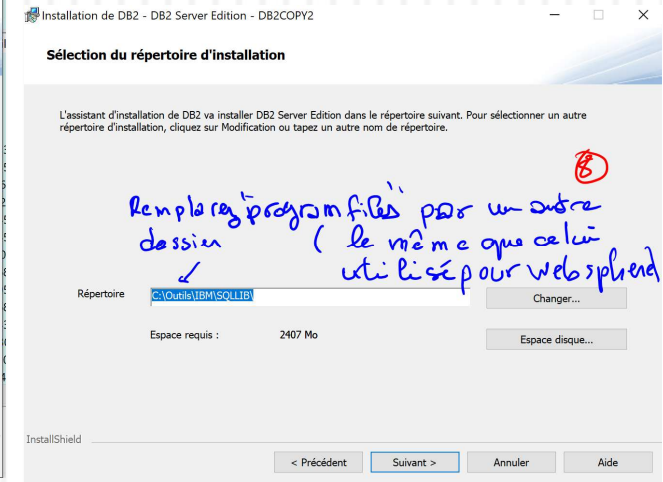 Installation de DB2 - DB2 Server Edition - DB2COPY2
Sélection du répertoire d'installation
L'assistant d'installation de DB2 va installer DB2 Server Edition dans le répertoire suivant. Pour sélectionner un autre
répertoire d'installation, cliquez sur Modification ou tapez un autre nom de répertoire.
8
Remplacez "program files" par un autre
dossier ( le même que celui
utilisé pour websphere)
Répertoire C:\Outils\IBM\SQLLIB\ Changer...
Espace requis : 2407 Mo Espace disque...
InstallShield
< Précédent Suivant > Annuler Aide